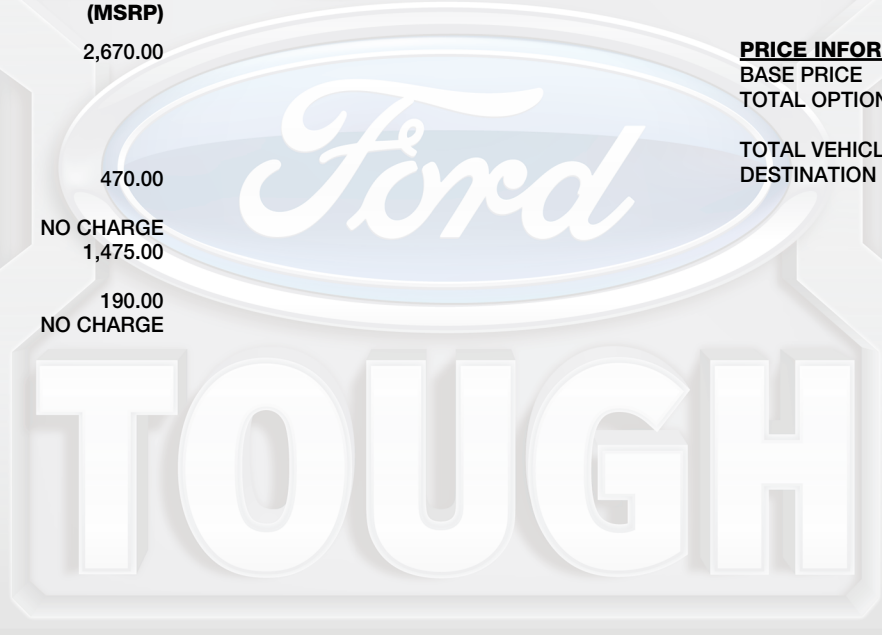 (MSRP)
2,670.00
470.00
NO CHARGE
1,475.00
190.00
NO CHARGE
PRICE INFOR
BASE PRICE
TOTAL OPTION
TOTAL VEHICL
DESTINATION
Ford
TOUGH